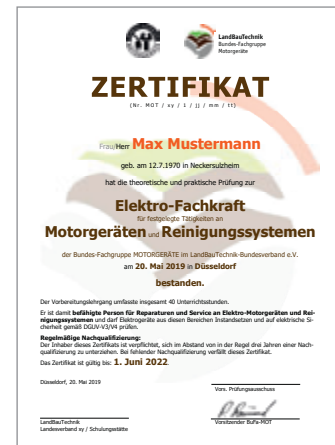 LandBauTechnik
Bundes-Fachgruppe
Motorgeräte
ZERTIFIKAT
(Nr. MOT / xy / 1 / jj / mm / tt)
Frau/Herr Max Mustermann
geb. am 12.7.1970 in Neckersulzheim
hat die theoretische und praktische Prüfung zur
Elektro-Fachkraft
für festgelegte Tätigkeiten an
Motorgeräten und Reinigungssystemen
der Bundes-Fachgruppe MOTORGERÄTE im LandBauTechnik-Bundesverband e.V.
am 20. Mai 2019 in Düsseldorf
bestanden.
Der Vorbereitungslehrgang umfasste insgesamt 40 Unterrichtsstunden.
Er ist damit befähigte Person für Reparaturen und Service an Elektro-Motorgeräten und Rei-
nigungssystemen und darf Elektrogeräte aus diesen Bereichen Instandsetzen und auf elektrische Si-
cherheit gemäß DGUV-V3/V4 prüfen.
Regelmäßige Nachqualifizierung:
Der Inhaber dieses Zertifikats ist verpflichtet, sich im Abstand von in der Regel drei Jahren einer Nach-
qualifizierung zu unterziehen. Bei fehlender Nachqualifizierung verfällt dieses Zertifikat.
Das Zertifikat ist gültig bis: 1. Juni 2022.
Düsseldorf, 20. Mai 2019
Vors. Prüfungsausschuss
LandBauTechnik
Landesverband xy / Schulungsstätte
Vorsitzender BuFa-MOT